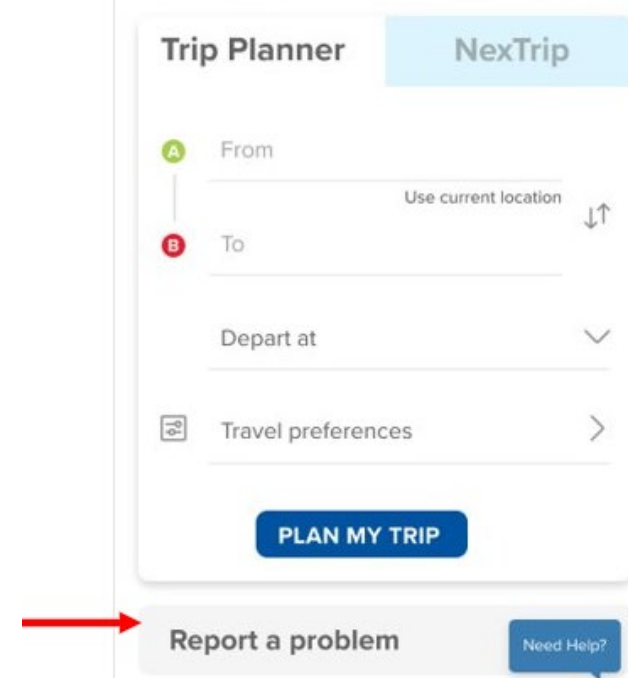 Trip Planner
NexTrip
A
From
Use current location
B
To
Depart at
Travel preferences
PLAN MY TRIP
Report a problem
Need Help?